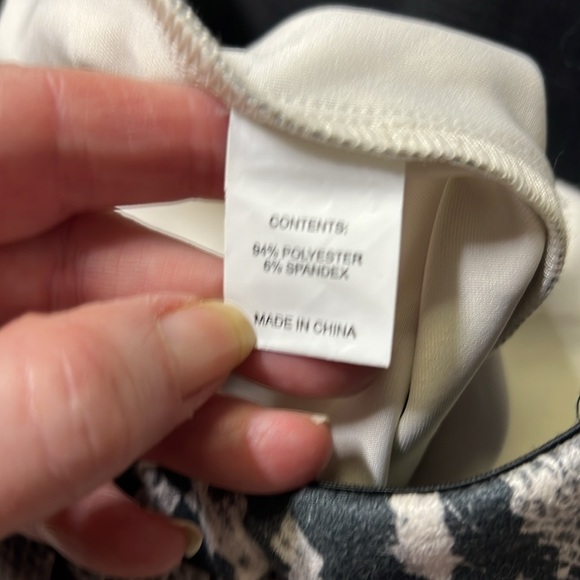 CONTENTS:
94% POLYESTER
6% SPANDEX
MADE IN CHINA